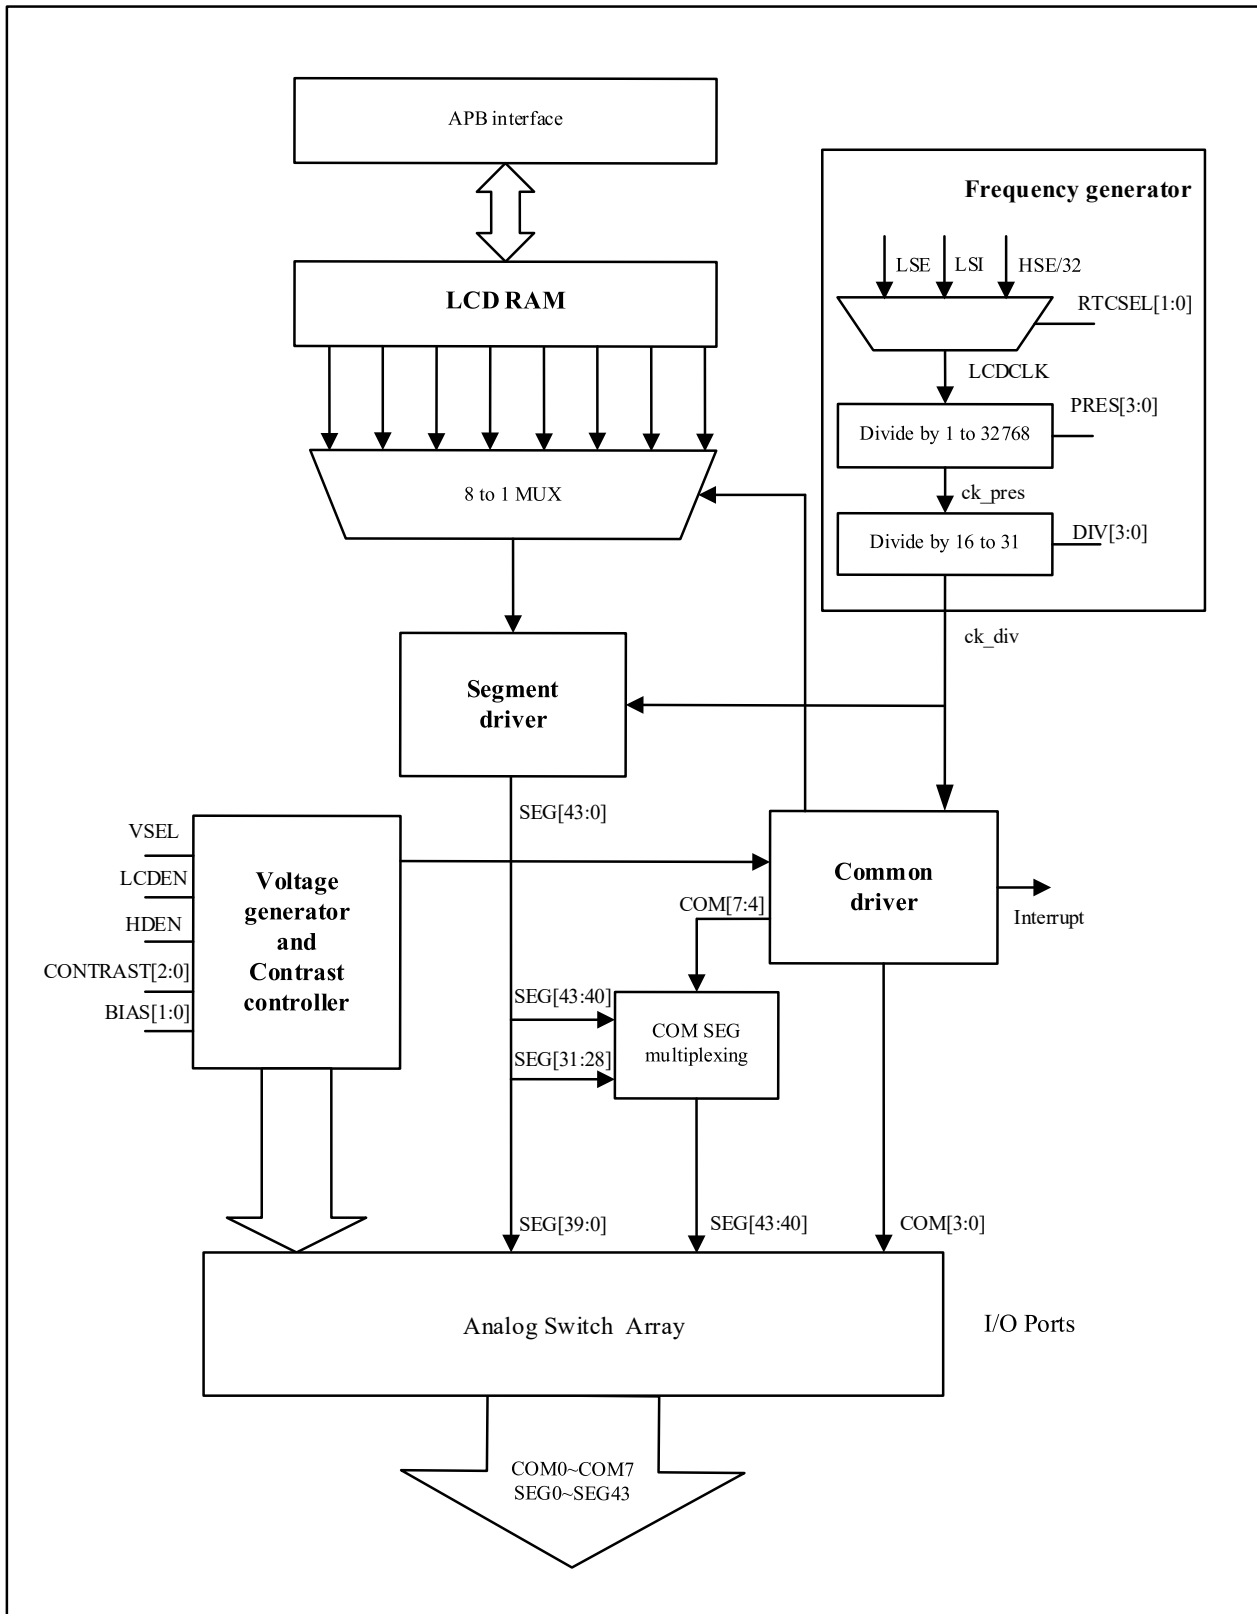 APB interface
Frequency generator
LSE
LSI
HSE/32
LCD RAM
RTCSEL[1:0]
LCDCLK
PRES[3:0]
Divide by 1 to 32768
8 to 1 MUX
ck_pres
DIV[3:0]
Divide by 16 to 31
ck_div
Segment
driver
SEG[43:0]
VSEL
LCDEN
HDEN
CONTRAST[2:0]
BIAS[1:0]
Voltage
generator
and
Contrast
controller
Common
driver
COM[7:4]
Interrupt
SEG[43:40]
SEG[31:28]
COM SEG
multiplexing
SEG[39:0]
SEG[43:40]
COM[3:0]
Analog Switch Array
I/O Ports
COM0~COM7
SEG0~SEG43